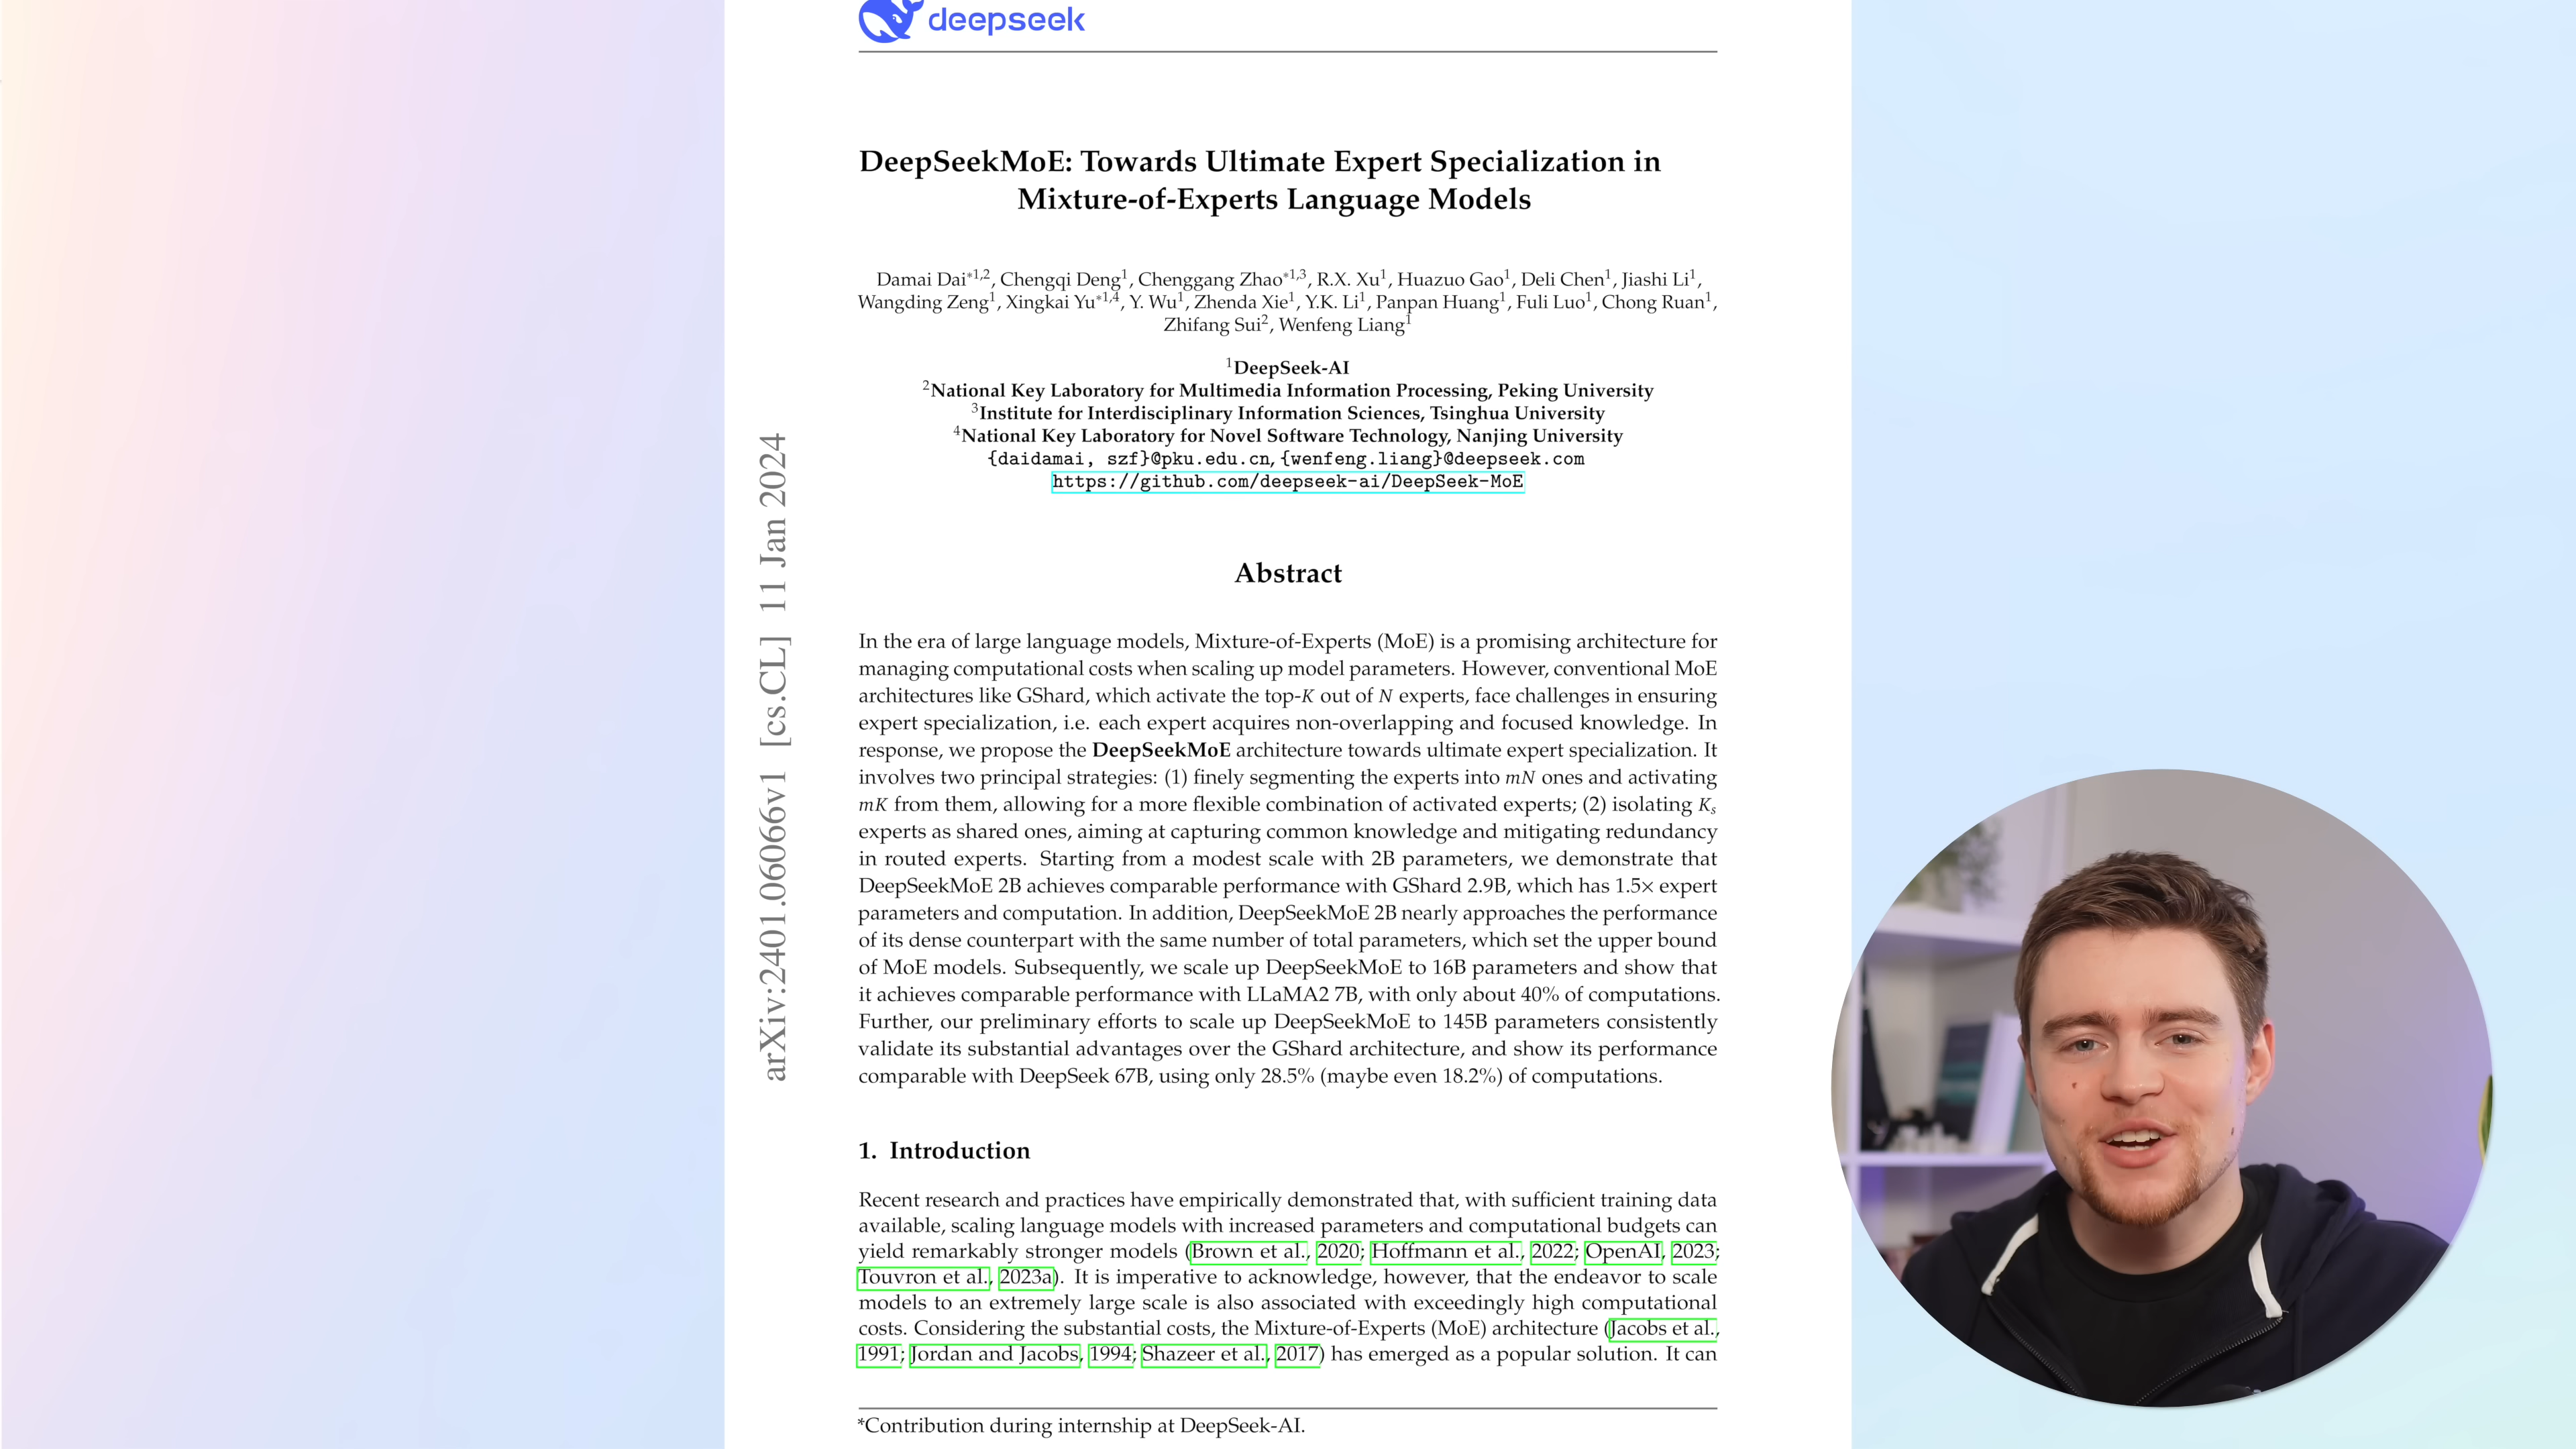 deepseek
DeepSeekMoE: Towards Ultimate Expert Specialization in
Mixture-of-Experts Language Models
Damai Dai*1,2, Chengqi Deng1, Chenggang Zhao*1,3, R.X. Xu1, Huazuo Gao1, Deli Chen1, Jiashi Li1,
Wangding Zeng1, Xingkai Yu*1,4, Y. Wu1, Zhenda Xie1, Y.K. Li1, Panpan Huang1, Fuli Luo1, Chong Ruan1,
Zhifang Sui2, Wenfeng Liang1
1DeepSeek-AI
2National Key Laboratory for Multimedia Information Processing, Peking University
3Institute for Interdisciplinary Information Sciences, Tsinghua University
4National Key Laboratory for Novel Software Technology, Nanjing University
{daidamai, szf}@pku.edu.cn, {wenfeng.liang}@deepseek.com
https://github.com/deepseek-ai/DeepSeek-MoE
arXiv:2401.06066v1 [cs.CL] 11 Jan 2024
Abstract
In the era of large language models, Mixture-of-Experts (MoE) is a promising architecture for
managing computational costs when scaling up model parameters. However, conventional MoE
architectures like GShard, which activate the top-K out of N experts, face challenges in ensuring
expert specialization, i.e. each expert acquires non-overlapping and focused knowledge. In
response, we propose the DeepSeekMoE architecture towards ultimate expert specialization. It
involves two principal strategies: (1) finely segmenting the experts into mN ones and activating
mK from them, allowing for a more flexible combination of activated experts; (2) isolating Ks
experts as shared ones, aiming at capturing common knowledge and mitigating redundancy
in routed experts. Starting from a modest scale with 2B parameters, we demonstrate that
DeepSeekMoE 2B achieves comparable performance with GShard 2.9B, which has 1.5× expert
parameters and computation. In addition, DeepSeekMoE 2B nearly approaches the performance
of its dense counterpart with the same number of total parameters, which set the upper bound
of MoE models. Subsequently, we scale up DeepSeekMoE to 16B parameters and show that
it achieves comparable performance with LLaMA2 7B, with only about 40% of computations.
Further, our preliminary efforts to scale up DeepSeekMoE to 145B parameters consistently
validate its substantial advantages over the GShard architecture, and show its performance
comparable with DeepSeek 67B, using only 28.5% (maybe even 18.2%) of computations.
1. Introduction
Recent research and practices have empirically demonstrated that, with sufficient training data
available, scaling language models with increased parameters and computational budgets can
yield remarkably stronger models (Brown et al., 2020; Hoffmann et al., 2022; OpenAI, 2023;
Touvron et al., 2023a). It is imperative to acknowledge, however, that the endeavor to scale
models to an extremely large scale is also associated with exceedingly high computational
costs. Considering the substantial costs, the Mixture-of-Experts (MoE) architecture (Jacobs et al.,
1991; Jordan and Jacobs, 1994; Shazeer et al., 2017) has emerged as a popular solution. It can
*Contribution during internship at DeepSeek-AI.